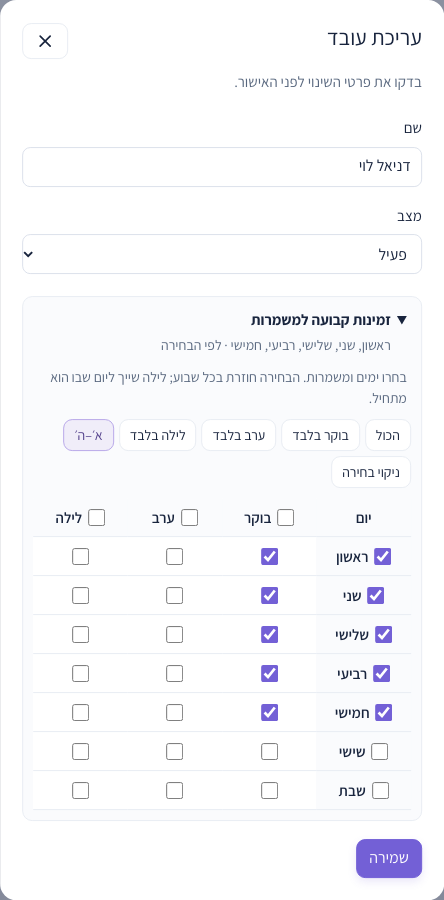 עריכת עובד
בדקו את פרטי השינוי לפני האישור.
שם
דניאל לוי
מצב
פעיל
▼ זמינות קבועה למשמרות
ראשון, שני, שלישי, רביעי, חמישי · לפי הבחירה
בחרו ימים ומשמרות. הבחירה חוזרת בכל שבוע; לילה שייך ליום שבו הוא
מתחיל.
הכול בוקר בלבד ערב בלבד לילה בלבד א׳–ה׳
ניקוי בחירה
יום בוקר ערב לילה
ראשון
שני
שלישי
רביעי
חמישי
שישי
שבת
שמירה